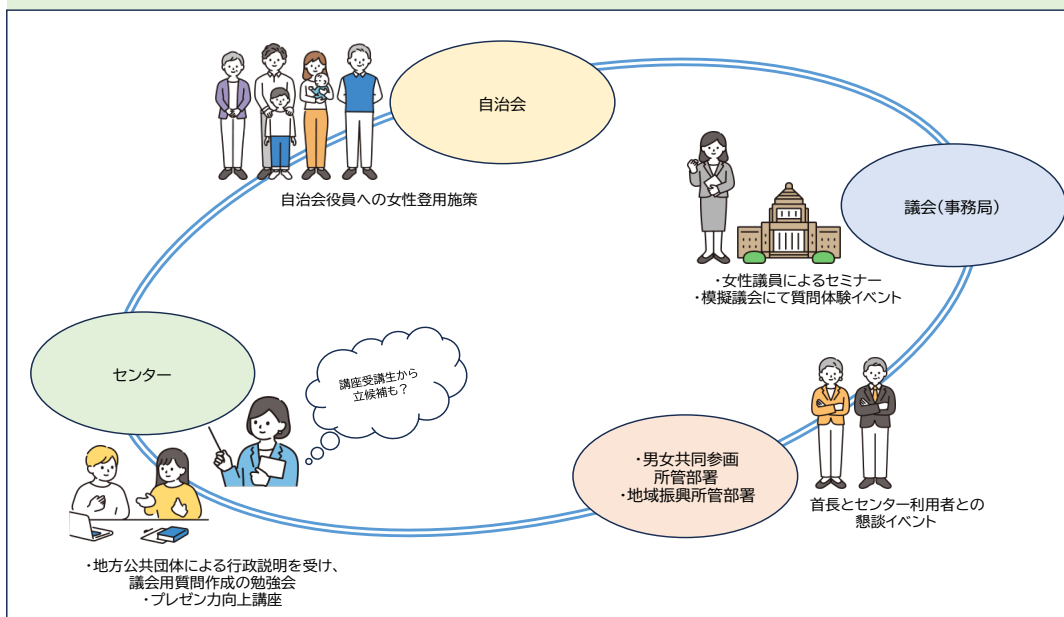 自治会
自治会役員への女性登用施策
議会(事務局)
・女性議員によるセミナー
・模擬議会にて質問体験イベント
センター
講座受講生から
立候補も？
・男女共同参画
所管部署
・地域振興所管部署
首長とセンター利用者との
懇談イベント
・地方公共団体による行政説明を受け、
議会用質問作成の勉強会
・プレゼン力向上講座